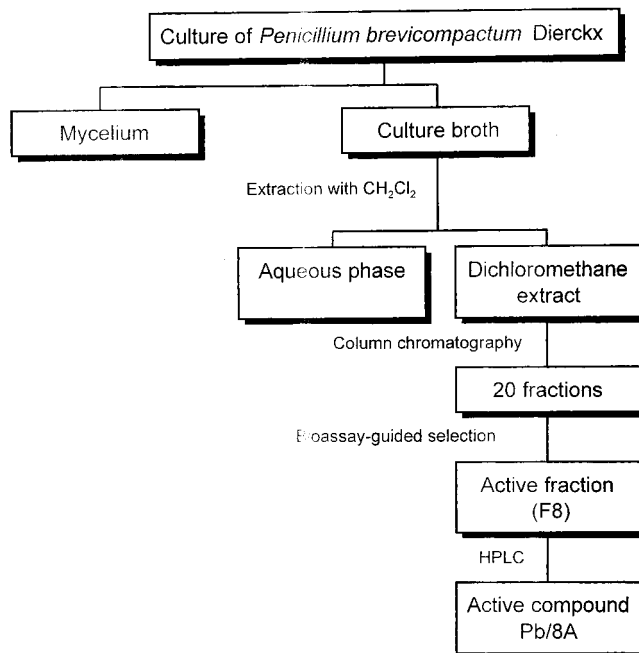 Culture of Penicillium brevicompactum Dierckx
Mycelium
Culture broth
Extraction with CH₂Cl₂
Aqueous phase
Dichloromethane
extract
Column chromatography
20 fractions
Bioassay-guided selection
Active fraction
(F8)
HPLC
Active compound
Pb/8A